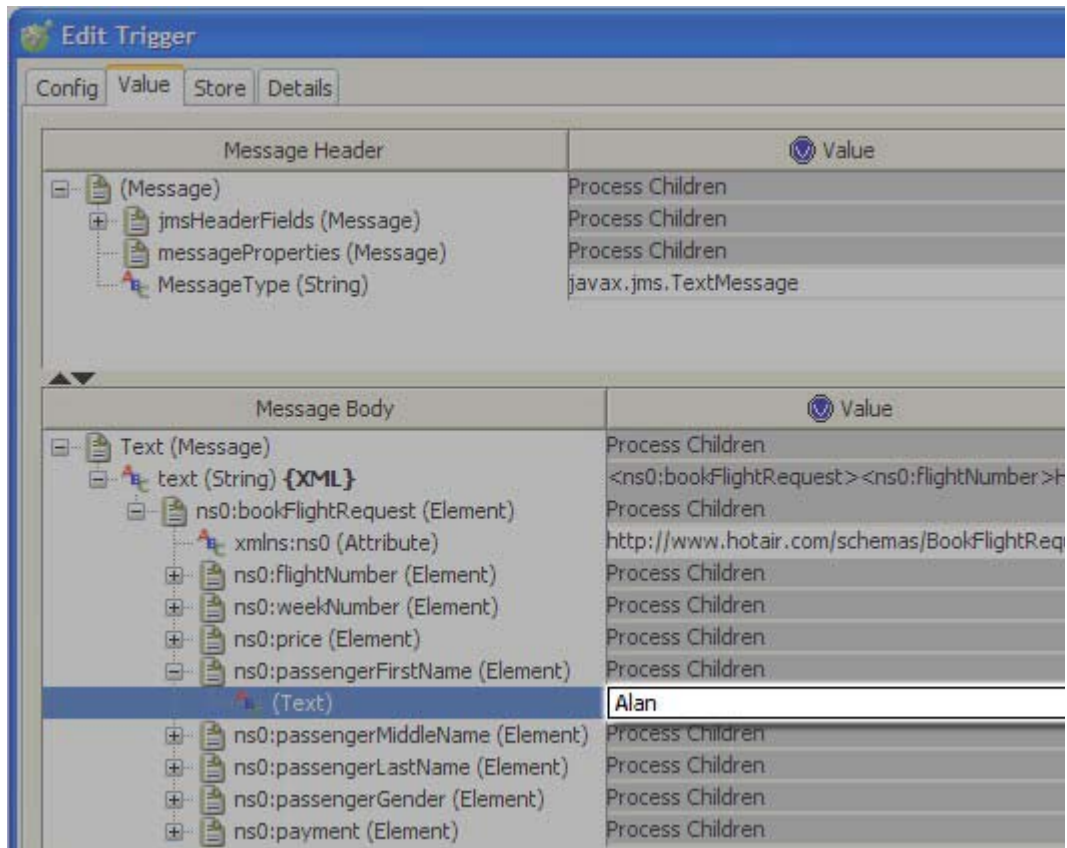 Edit Trigger
Config Value Store Details
Message Header Value
(Message) Process Children
jmsHeaderFields (Message) Process Children
messageProperties (Message) Process Children
MessageType (String) javax.jms.TextMessage
Message Body Value
Text (Message) Process Children
text (String) {XML} <ns0:bookFlightRequest><ns0:flightNumber>H
ns0:bookFlightRequest (Element) Process Children
xmlns:ns0 (Attribute) http://www.hotair.com/schemas/BookFlightRequ
ns0:flightNumber (Element) Process Children
ns0:weekNumber (Element) Process Children
ns0:price (Element) Process Children
ns0:passengerFirstName (Element) Process Children
(Text) Alan
ns0:passengerMiddleName (Element) Process Children
ns0:passengerLastName (Element) Process Children
ns0:passengerGender (Element) Process Children
ns0:payment (Element) Process Children